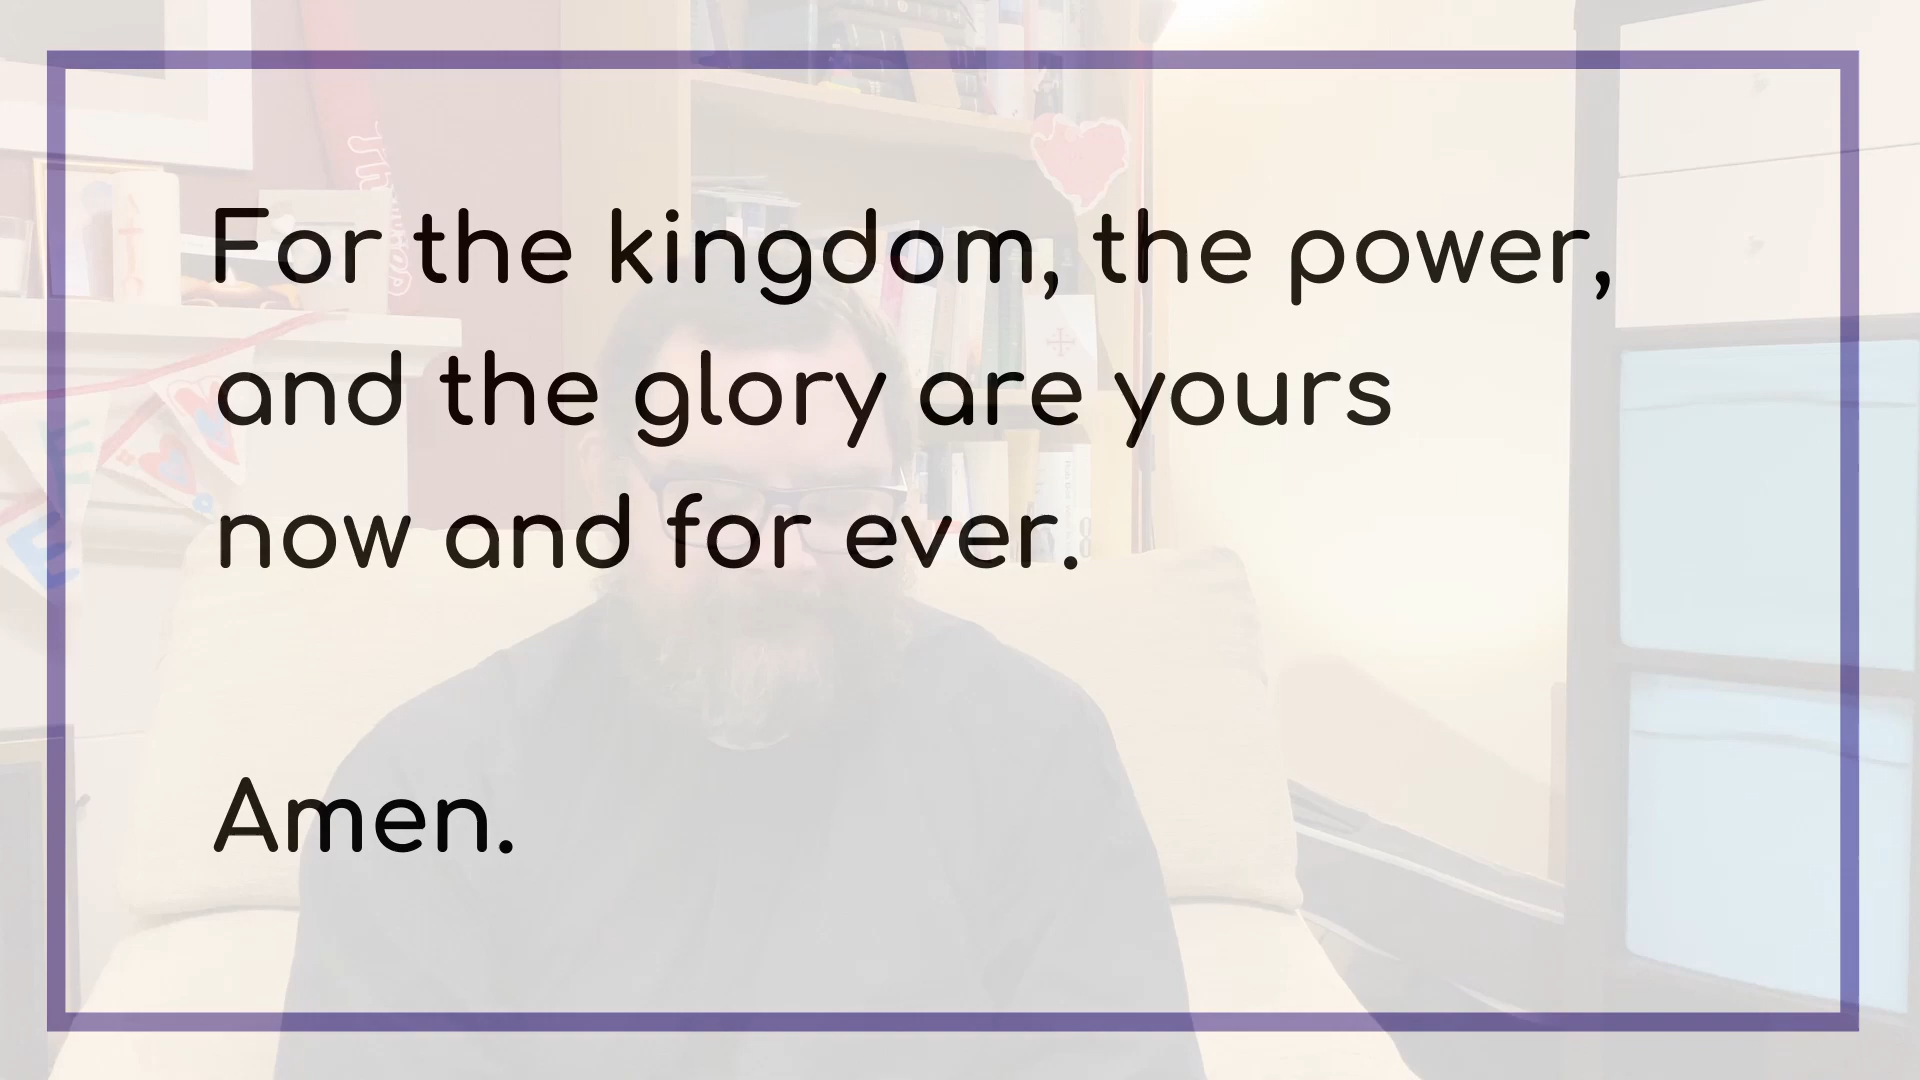 For the kingdom, the power,
and the glory are yours
now and for ever.
Amen.